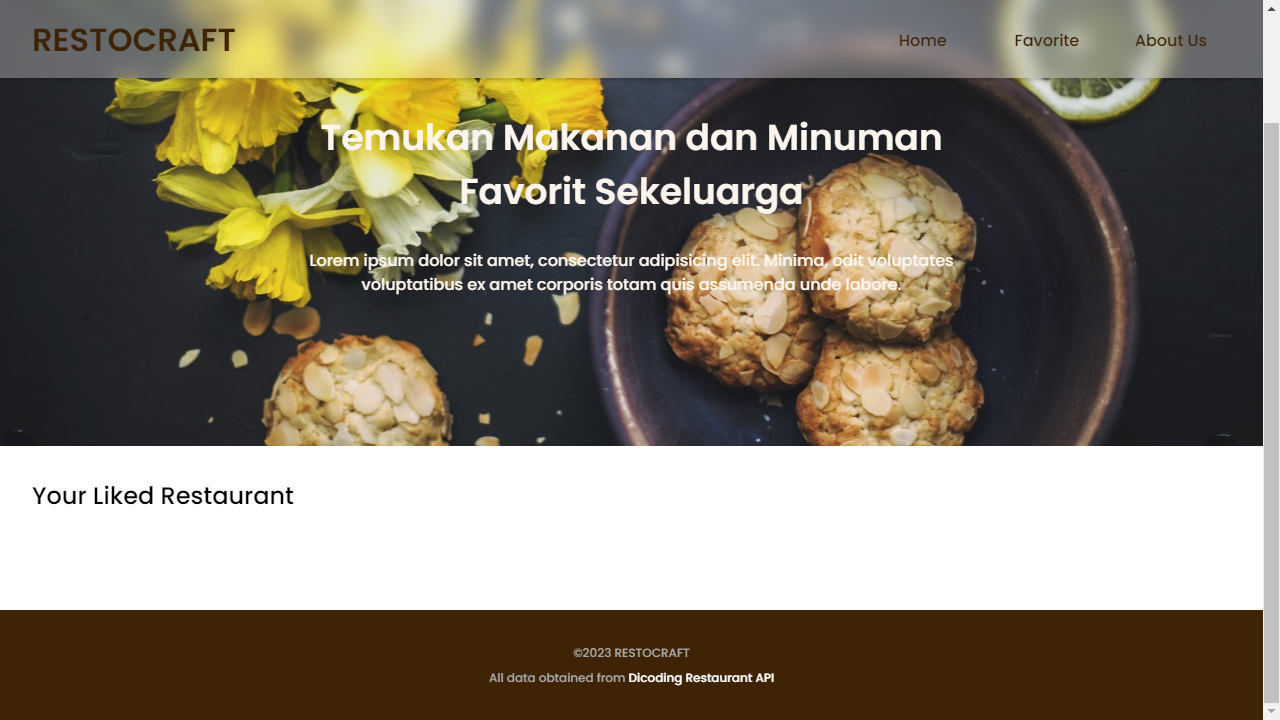 RESTOCRAFT
Home
Favorite
About Us
Temukan Makanan dan Minuman
Favorit Sekeluarga
Lorem ipsum dolor sit amet, consectetur adipisicing elit. Minima, odit voluptates
voluptatibus ex amet corporis totam quis assumenda unde labore.
Your Liked Restaurant
©2023 RESTOCRAFT
All data obtained from Dicoding Restaurant API